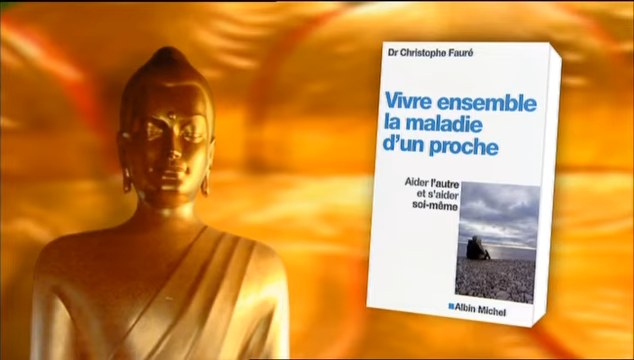 Dr Christophe Fauré
Vivre ensemble
la maladie
d'un proche
Aider l'autre
et s'aider
soi-même
Albin Michel